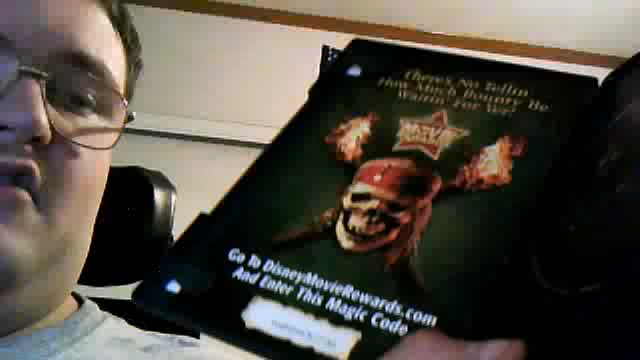 There's No Tellin'
How Much Bounty Be
Waitin' For Ye!
Go To DisneyMovieRewards.com
And Enter This Magic Code